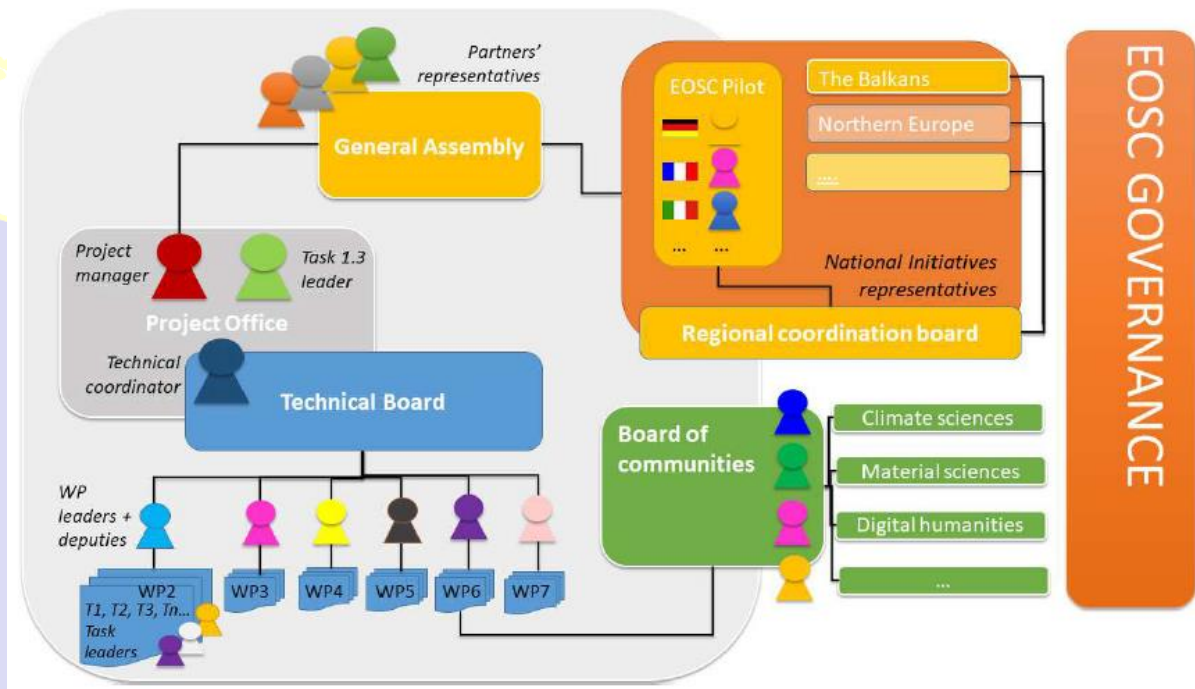 Partners'
representatives
General Assembly
EOSC Pilot
...
...
The Balkans
Northern Europe
....
National Initiatives
representatives
Regional coordination board
EOSC GOVERNANCE
Project
manager
Task 1.3
leader
Project Office
Technical
coordinator
Technical Board
Board of
communities
Climate sciences
Material sciences
Digital humanities
...
WP
leaders +
deputies
WP2
T1, T2, T3, Tn...
Task
leaders
WP3
WP4
WP5
WP6
WP7